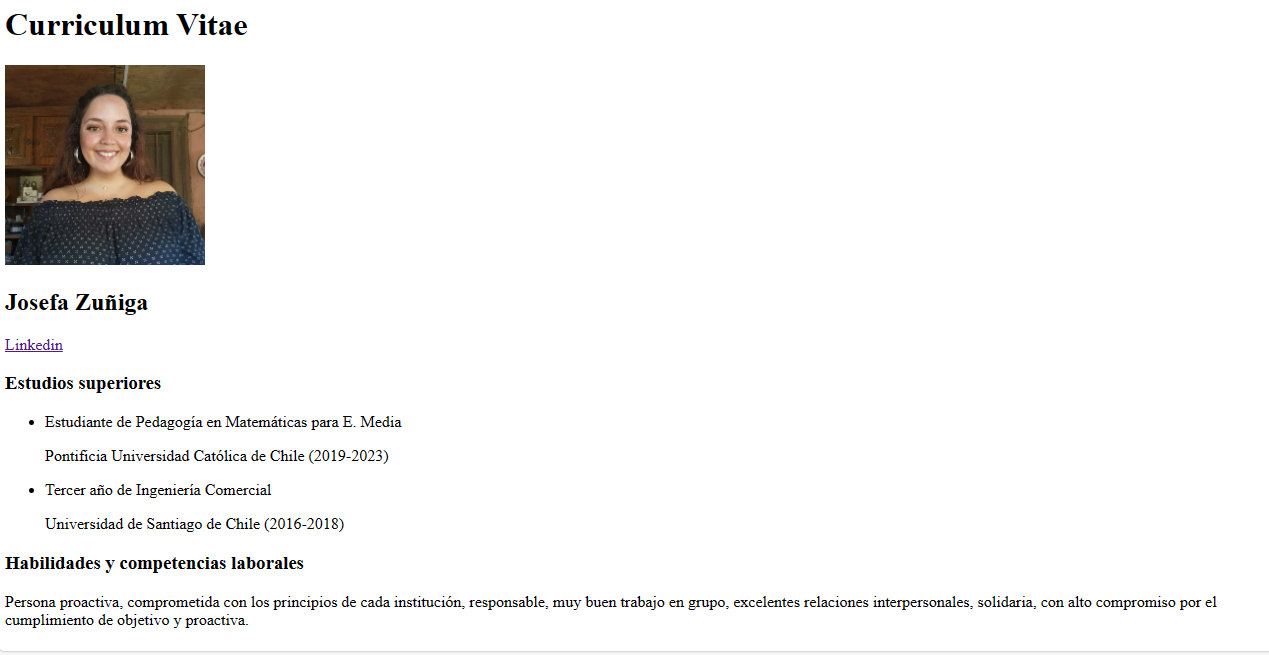 Curriculum Vitae
Josefa Zuñiga
Linkedin
Estudios superiores
Estudiante de Pedagogía en Matemáticas para E. Media
Pontificia Universidad Católica de Chile (2019-2023)
Tercer año de Ingeniería Comercial
Universidad de Santiago de Chile (2016-2018)
Habilidades y competencias laborales
Persona proactiva, comprometida con los principios de cada institución, responsable, muy buen trabajo en grupo, excelentes relaciones interpersonales, solidaria, con alto compromiso por el
cumplimiento de objetivo y proactiva.